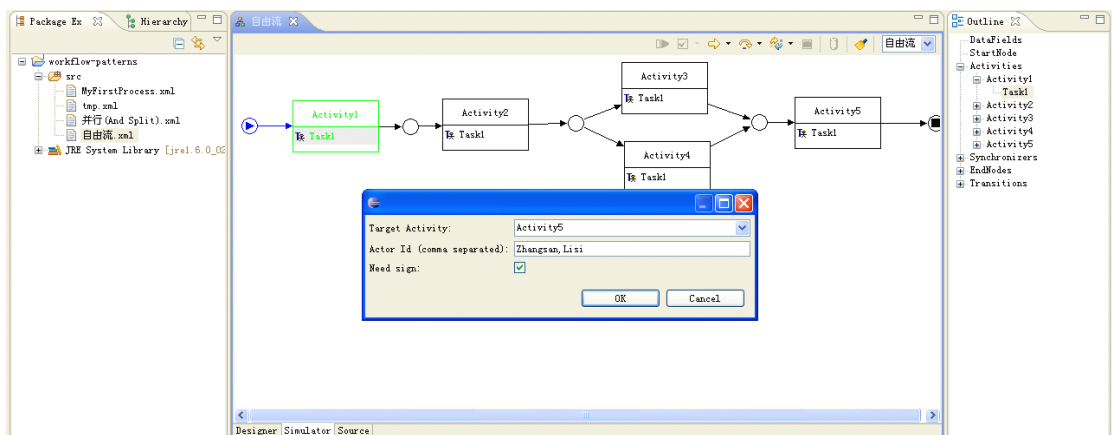 Package Ex
Hierarchy
workflow-patterns
src
MyFirstProcess.xml
tmp.xml
并行(And Split).xml
自由流.xml
JRE System Library [jre1.6.0_02
自由流
自由流
Activity1
Task1
Activity2
Task1
Activity3
Task1
Activity4
Task1
Activity5
Task1
Target Activity:
Activity5
Actor Id (comma separated):
Zhangsan,Lisi
Need sign:
OK
Cancel
Designer
Simulator
Source
Outline
DataFields
StartNode
Activities
Activity1
Task1
Activity2
Activity3
Activity4
Activity5
Synchronizers
EndNodes
Transitions